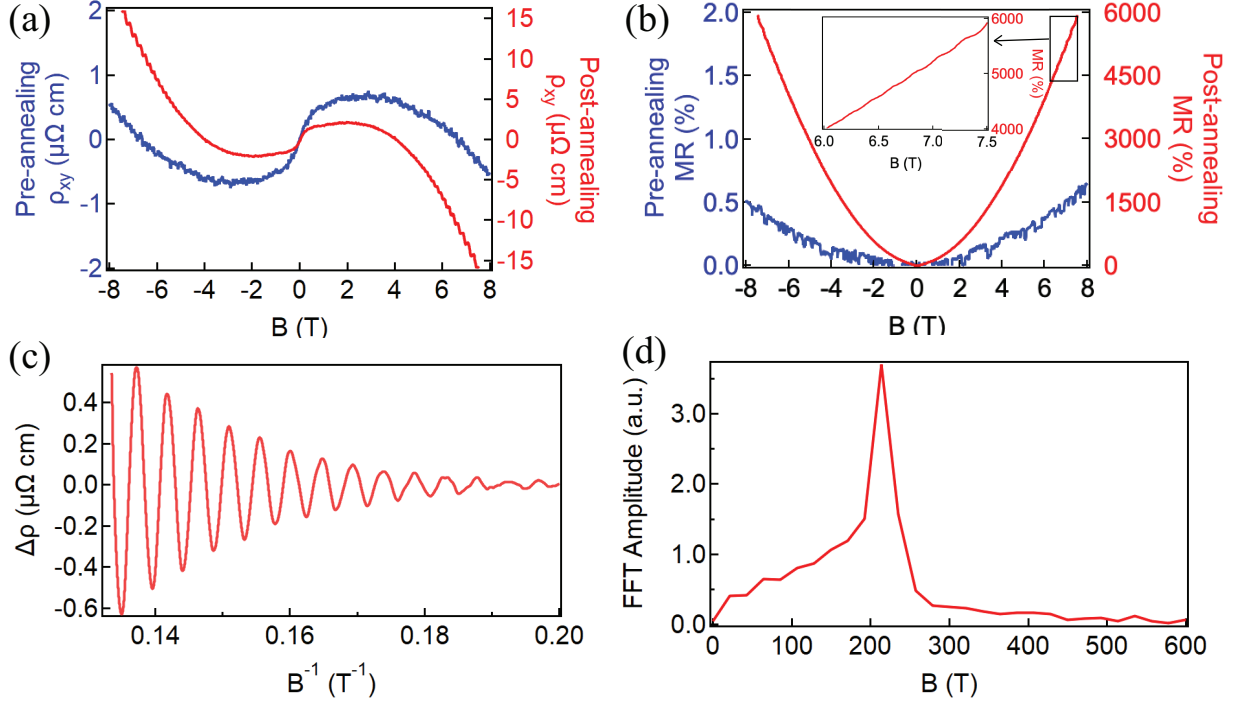 (a)
Pre-annealing
ρxy (μΩ cm)
2
1
0
-1
-2
15
10
5
0
-5
-10
-15
Post-annealing
ρxy (μΩ cm)
-8 -6 -4 -2 0 2 4 6 8
B (T)
(b)
Pre-annealing
MR (%)
2.0
1.5
1.0
0.5
0.0
6000
5000
4000
MR (%)
6.0 6.5 7.0 7.5
B (T)
6000
4500
3000
1500
0
Post-annealing
MR (%)
-8 -6 -4 -2 0 2 4 6 8
B (T)
(c)
Δρ (μΩ cm)
0.4
0.2
0.0
-0.2
-0.4
-0.6
0.14 0.16 0.18 0.20
B-1 (T-1)
(d)
FFT Amplitude (a.u.)
3.0
2.0
1.0
0.0
0 100 200 300 400 500 600
B (T)